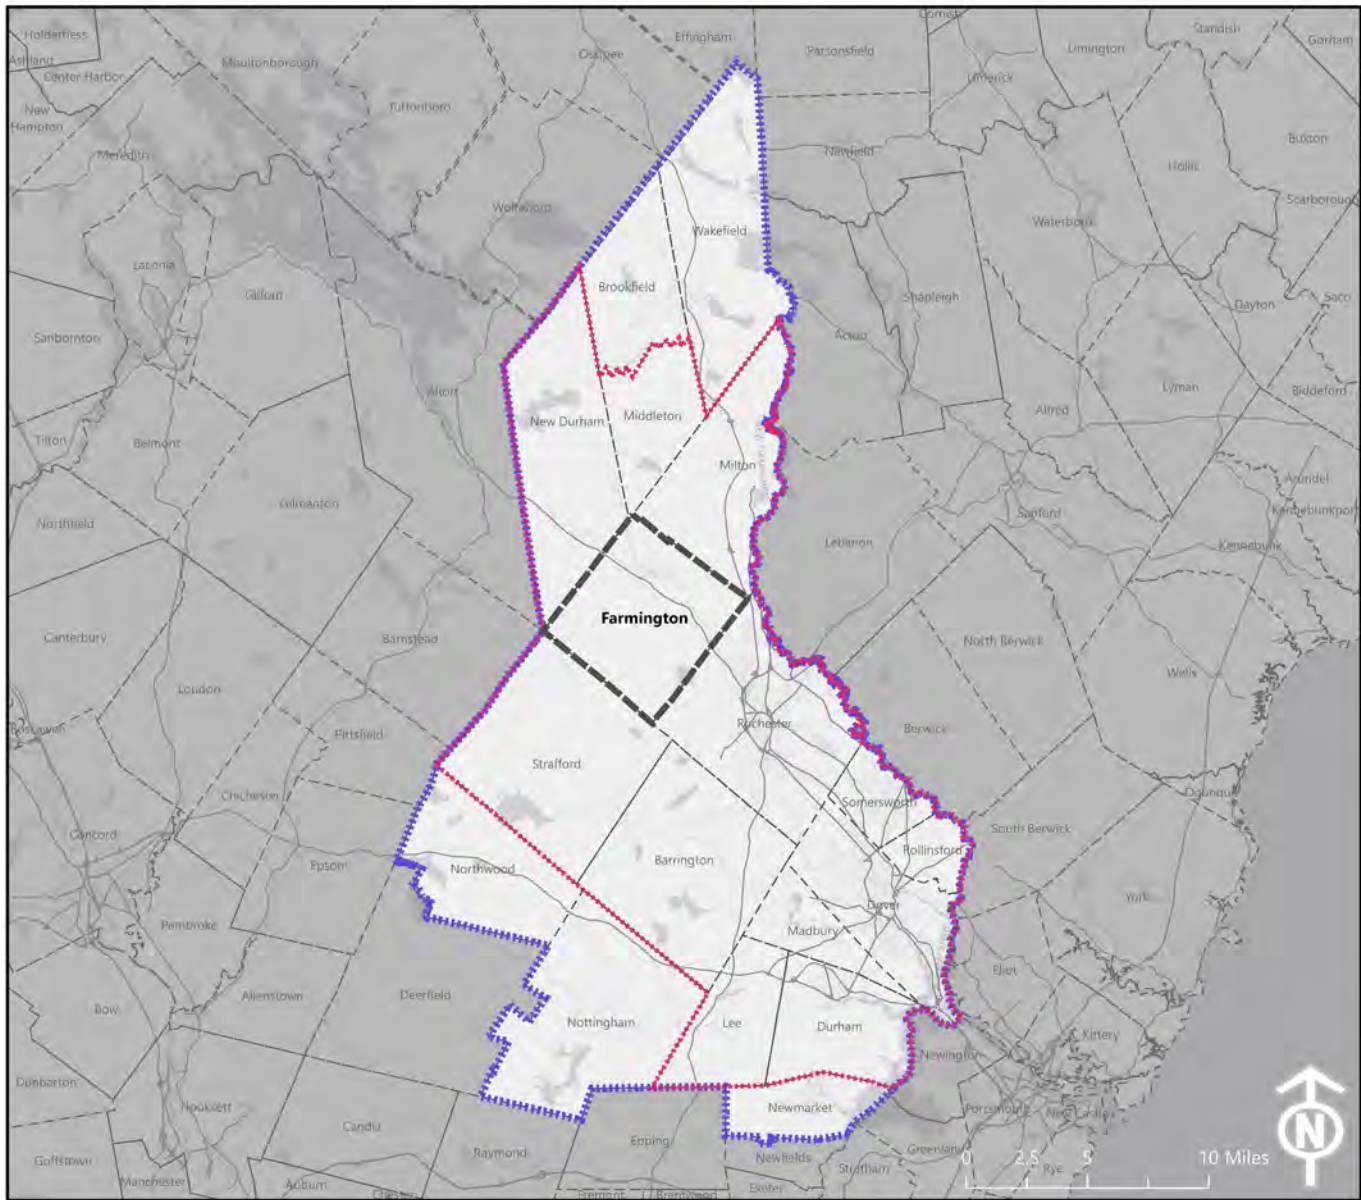 Cornish
Holderness
Effingham
Standish
Gorham
Ashland
Moultonborough
Ossipee
Parsonsfield
Limington
Center Harbor
Limerick
Tuftonboro
New
Hampton
Buxton
Meredith
Newfield
Hollis
Wolfeboro
Scarborough
Waterboro
Wakefield
Laconia
Gilford
Brookfield
Shapleigh
Dayton
Saco
Sanbornton
Acton
Alton
Lyman
Biddeford
New Durham
Middleton
Alfred
Tilton
Belmont
Milton
Arundel
Gilmanton
Sanford
Kennebunkport
Northfield
Lebanon
Kennebunk
Farmington
Canterbury
Barnstead
North Berwick
Wells
Loudon
Boscawen
Pittsfield
Rochester
Berwick
Strafford
Chichester
Somersworth
Ogunquit
Concord
South Berwick
Epsom
Northwood
Barrington
Rollinsford
York
Pembroke
Dover
Madbury
Eliot
Allenstown
Deerfield
Bow
Nottingham
Lee
Durham
Kittery
Newington
Dunbarton
Hooksett
Newmarket
Portsmouth
New Castle
Candia
Epping
Raymond
Greenland
Goffstown
Newfields
Stratham
0 2.5 5 10 Miles
Rye
Manchester
Auburn
Chester
Fremont
Brentwood
Exeter
N